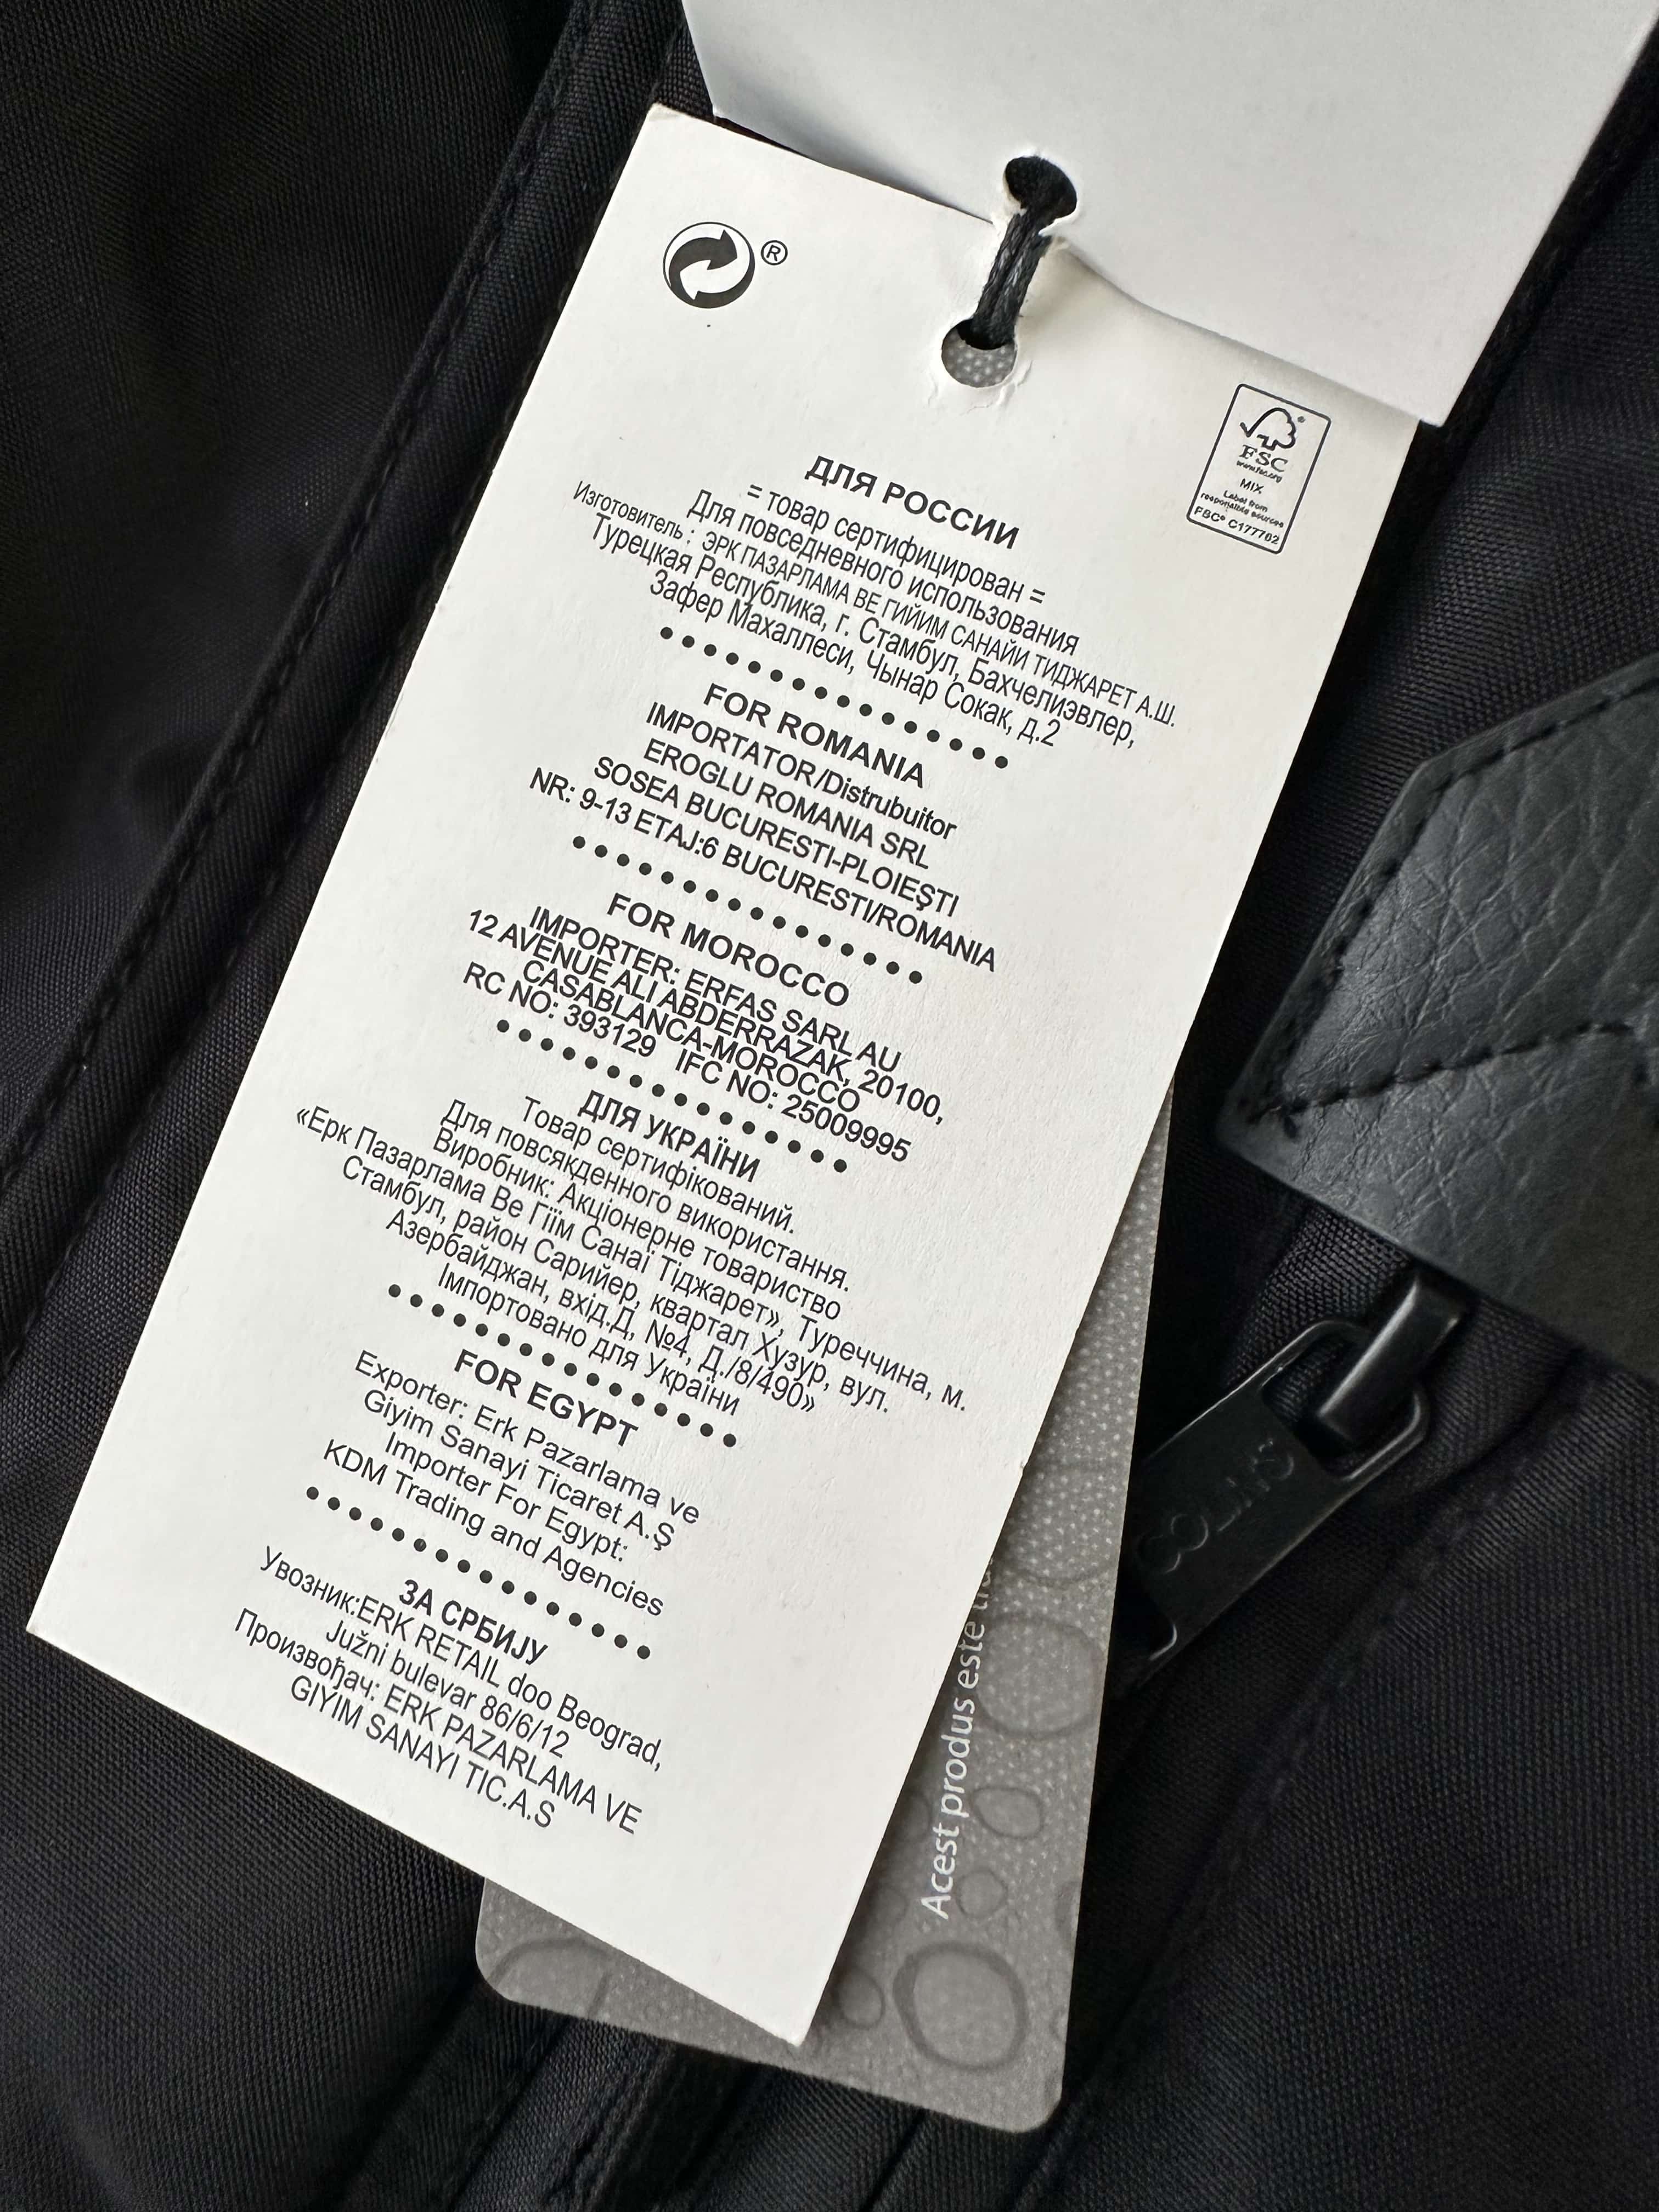 ®
FSC
www.fsc.org
MIX
Label from
responsible sources
FSC® C177762
ДЛЯ РОССИИ
= товар сертифицирован =
Для повседневного использования
Изготовитель : ЭРК ПАЗАРЛАМА ВЕ ГИЙИМ САНАЙИ ТИДЖАРЕТ А.Ш.
Турецкая Республика, г. Стамбул, Бахчелиэвлер,
Зафер Махаллеси, Чынар Сокак, д.2
FOR ROMANIA
IMPORTATOR/Distrubuitor
EROGLU ROMANIA SRL
SOSEA BUCURESTI-PLOIEŞTI
NR: 9-13 ETAJ:6 BUCURESTI/ROMANIA
FOR MOROCCO
IMPORTER: ERFAS SARL AU
12 AVENUE ALI ABDERRAZAK, 20100,
CASABLANCA-MOROCCO
RC NO: 393129 IFC NO: 25009995
ДЛЯ УКРАЇНИ
Товар сертифікований.
Для повсякденного використання.
Виробник: Акціонерне товариство
«Ерк Пазарлама Ве Гіїм Санаї Тіджарет», Туреччина, м.
Стамбул, район Сарийер, квартал Хузур, вул.
Азербайджан, вхід.Д, №4, Д./8/490»
Імпортовано для України
FOR EGYPT
Exporter: Erk Pazarlama ve
Giyim Sanayi Ticaret A.Ş
Importer For Egypt:
KDM Trading and Agencies
ЗА СРБИЈУ
Увозник:ERK RETAIL doo Beograd,
Južni bulevar 86/6/12
Произвођач: ERK PAZARLAMA VE
GIYIM SANAYI TIC.A.S
Acest produs este
COLIN'S